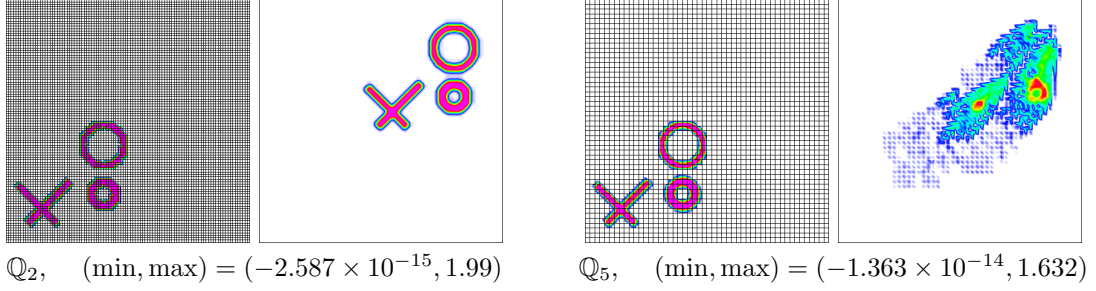 ℚ₂, (min, max) = (−2.587 × 10⁻¹⁵, 1.99)
ℚ₅, (min, max) = (−1.363 × 10⁻¹⁴, 1.632)